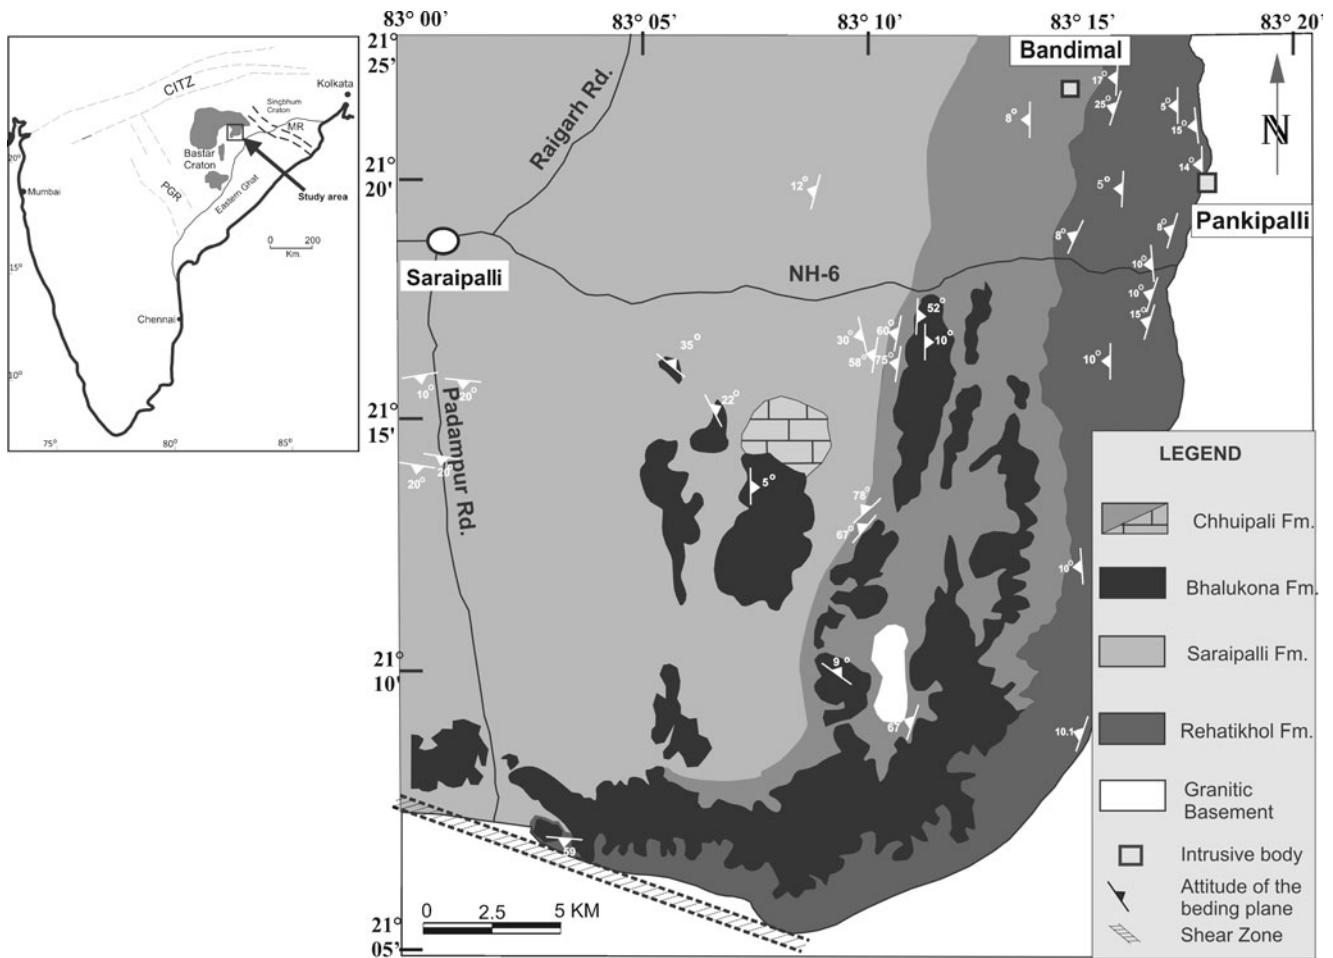 83° 00’
83° 05’
83° 10’
83° 15’
83° 20’
21°
25’
21°
20’
21°
15’
21°
10’
21°
05’
CITZ
Kolkata
Singbhum
Craton
MR
Bastar
Craton
PGR
Eastern Ghat
Study area
Mumbai
Chennai
0 200
Km.
20°
15°
10°
75°
80°
85°
Bandimal
N
Raigarh Rd.
Pankipalli
Saraipalli
NH-6
Padampur Rd.
17°
25°
5°
15°
8°
14°
12°
5°
8°
8°
10°
10°
15°
52°
60°
30°
10°
58°
75°
10°
35°
10°
20°
22°
20
20°
5°
78°
67°
10°
9°
67
10.1
59
0 2.5 5 KM
LEGEND
Chhuipali Fm.
Bhalukona Fm.
Saraipalli Fm.
Rehatikhol Fm.
Granitic
Basement
Intrusive body
Attitude of the
beding plane
Shear Zone